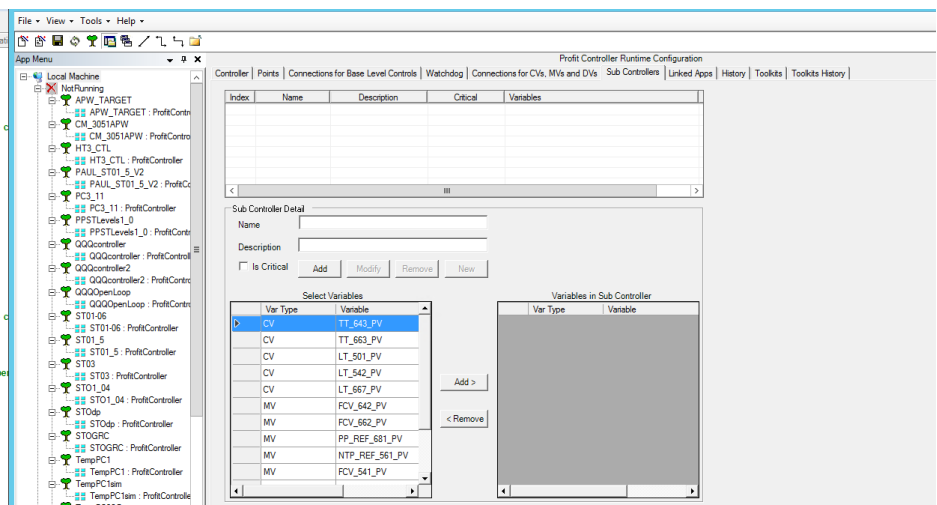 File View Tools Help
App Menu
Profit Controller Runtime Configuration
Controller Points Connections for Base Level Controls Watchdog Connections for CVs, MVs and DVs Sub Controllers Linked Apps History Toolkits Toolkits History
Local Machine
NotRunning
APW_TARGET
APW_TARGET : ProfitContr
CM_3051APW
CM_3051APW : ProfitContro
HT3_CTL
HT3_CTL : ProfitController
PAUL_ST01_5_V2
PAUL_ST01_5_V2 : ProfitCo
PC3_11
PC3_11 : ProfitController
PPSTLevels1_0
PPSTLevels1_0 : ProfitContr
QQQcontroller
QQQcontroller : ProfitControll
QQQcontroller2
QQQcontroller2 : ProfitContro
QQQOpenLoop
QQQOpenLoop : ProfitContro
ST01-06
ST01-06 : ProfitController
ST01_5
ST01_5 : ProfitController
ST03
ST03 : ProfitController
STO1_04
STO1_04 : ProfitController
STOdp
STOdp : ProfitController
STOGRC
STOGRC : ProfitController
TempPC1
TempPC1 : ProfitController
TempPC1sim
TempPC1sim : ProfitControlle
Index Name Description Critical Variables
Sub Controller Detail
Name
Description
Is Critical Add Modify Remove New
Select Variables
Var Type Variable
CV TT_643_PV
CV TT_663_PV
CV LT_501_PV
CV LT_542_PV
CV LT_667_PV
MV FCV_642_PV
MV FCV_662_PV
MV PP_REF_681_PV
MV NTP_REF_561_PV
MV FCV_541_PV
Add >
< Remove
Variables in Sub Controller
Var Type Variable